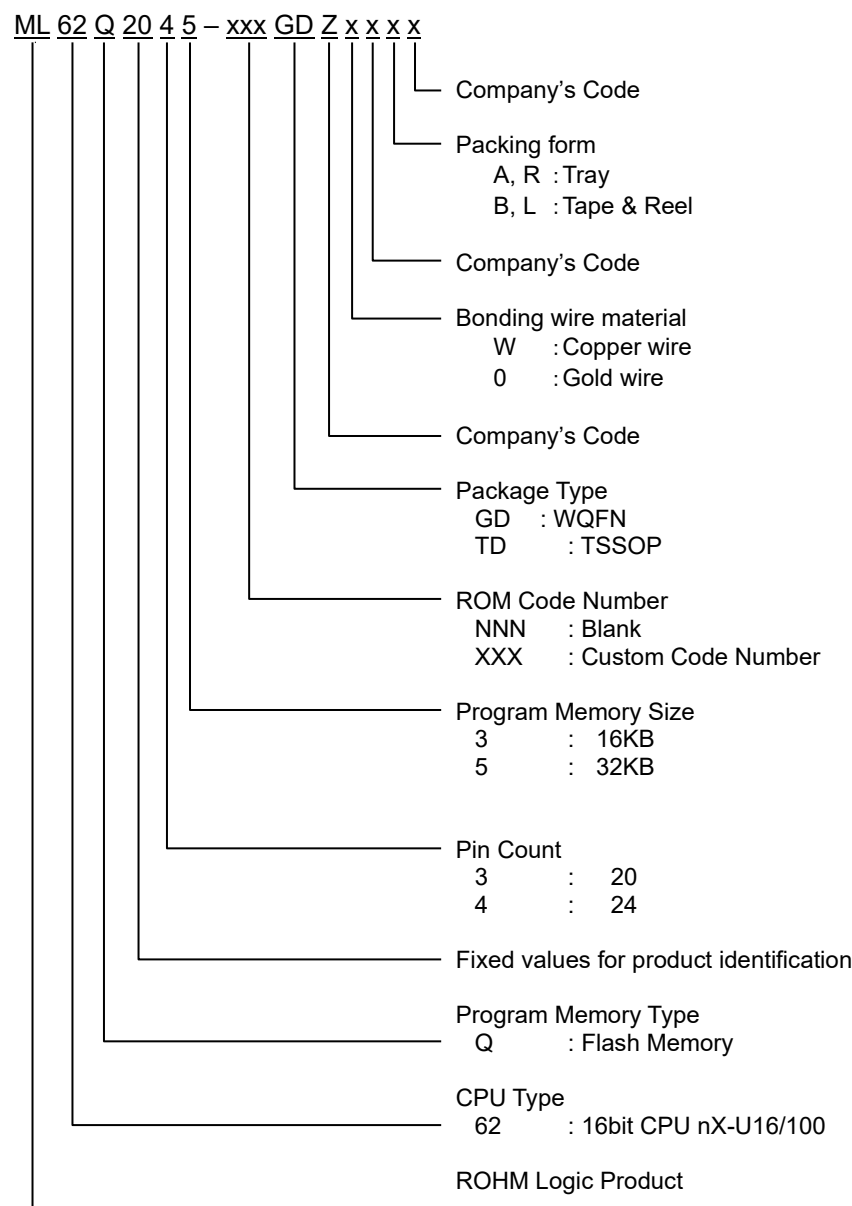 ML 62 Q 20 4 5 – xxx GD Z x x x x
Company's Code
Packing form
A, R : Tray
B, L : Tape & Reel
Company's Code
Bonding wire material
W : Copper wire
0 : Gold wire
Company's Code
Package Type
GD : WQFN
TD : TSSOP
ROM Code Number
NNN : Blank
XXX : Custom Code Number
Program Memory Size
3 : 16KB
5 : 32KB
Pin Count
3 : 20
4 : 24
Fixed values for product identification
Program Memory Type
Q : Flash Memory
CPU Type
62 : 16bit CPU nX-U16/100
ROHM Logic Product